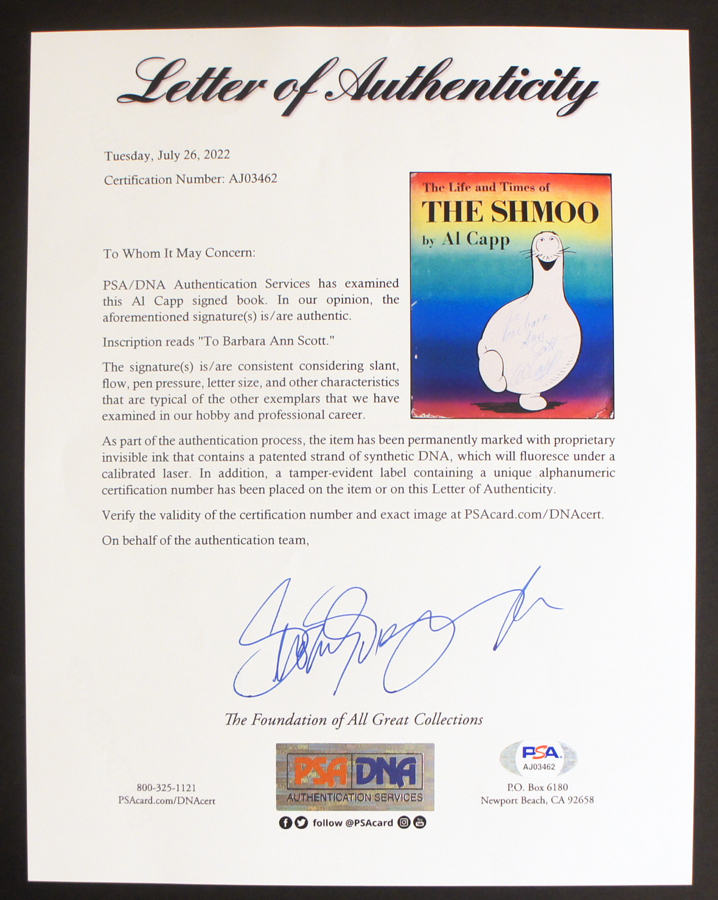 Letter of Authenticity
Tuesday, July 26, 2022
Certification Number: AJ03462
The Life and Times of
THE SHMOO
by Al Capp
To
Barbara
Ann
Scott
To Whom It May Concern:
PSA/DNA Authentication Services has examined
this Al Capp signed book. In our opinion, the
aforementioned signature(s) is/are authentic.
Inscription reads "To Barbara Ann Scott."
The signature(s) is/are consistent considering slant,
flow, pen pressure, letter size, and other characteristics
that are typical of the other exemplars that we have
examined in our hobby and professional career.
As part of the authentication process, the item has been permanently marked with proprietary
invisible ink that contains a patented strand of synthetic DNA, which will fluoresce under a
calibrated laser. In addition, a tamper-evident label containing a unique alphanumeric
certification number has been placed on the item or on this Letter of Authenticity.
Verify the validity of the certification number and exact image at PSAcard.com/DNAcert.
On behalf of the authentication team,
The Foundation of All Great Collections
800-325-1121
PSAcard.com/DNAcert
PSA DNA
AUTHENTICATION SERVICES
follow @PSAcard
PSA
AJ03462
P.O. Box 6180
Newport Beach, CA 92658